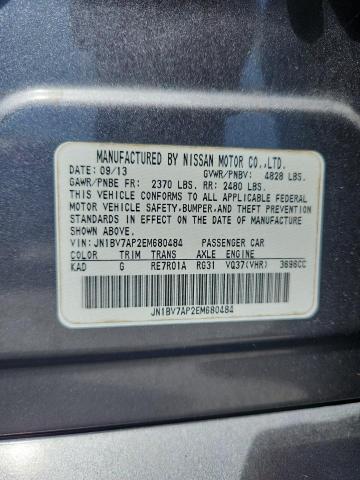 MANUFACTURED BY NISSAN MOTOR CO.,LTD.
DATE: 09/13 GVWR/PNBV: 4828 LBS.
GAWR/PNBE FR: 2370 LBS. RR: 2480 LBS.
THIS VEHICLE CONFORMS TO ALL APPLICABLE FEDERAL
MOTOR VEHICLE SAFETY,BUMPER,AND THEFT PREVENTION
STANDARDS IN EFFECT ON THE DATE OF MANUFACTURE
SHOWN ABOVE.
VIN: JN1BV7AP2EM680484 PASSENGER CAR
COLOR TRIM TRANS AXLE ENGINE
KAD G RE7R01A RG31 VQ37(VHR) 3696CC
JN1BV7AP2EM680484